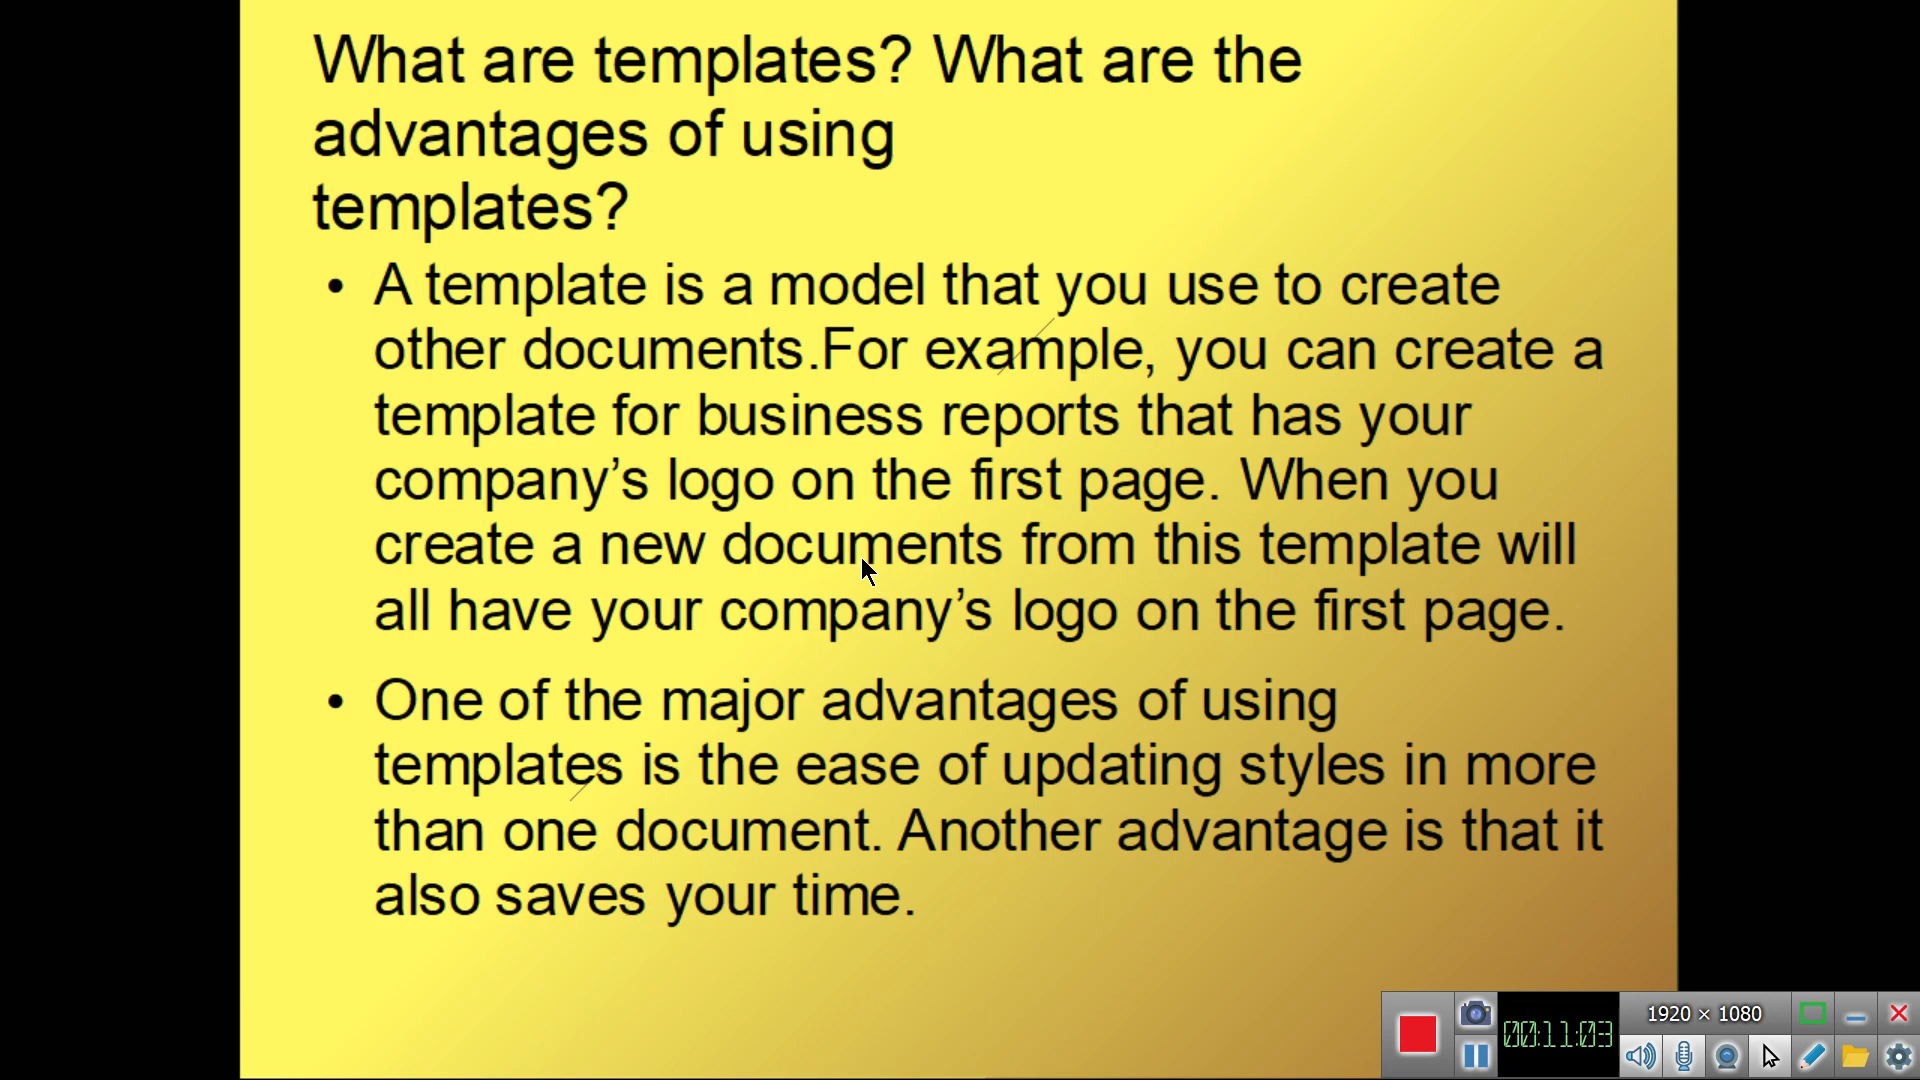 What are templates? What are the
advantages of using
templates?
• A template is a model that you use to create
other documents.For example, you can create a
template for business reports that has your
company’s logo on the first page. When you
create a new documents from this template will
all have your company’s logo on the first page.
• One of the major advantages of using
templates is the ease of updating styles in more
than one document. Another advantage is that it
also saves your time.
1920 × 1080
00:11:03